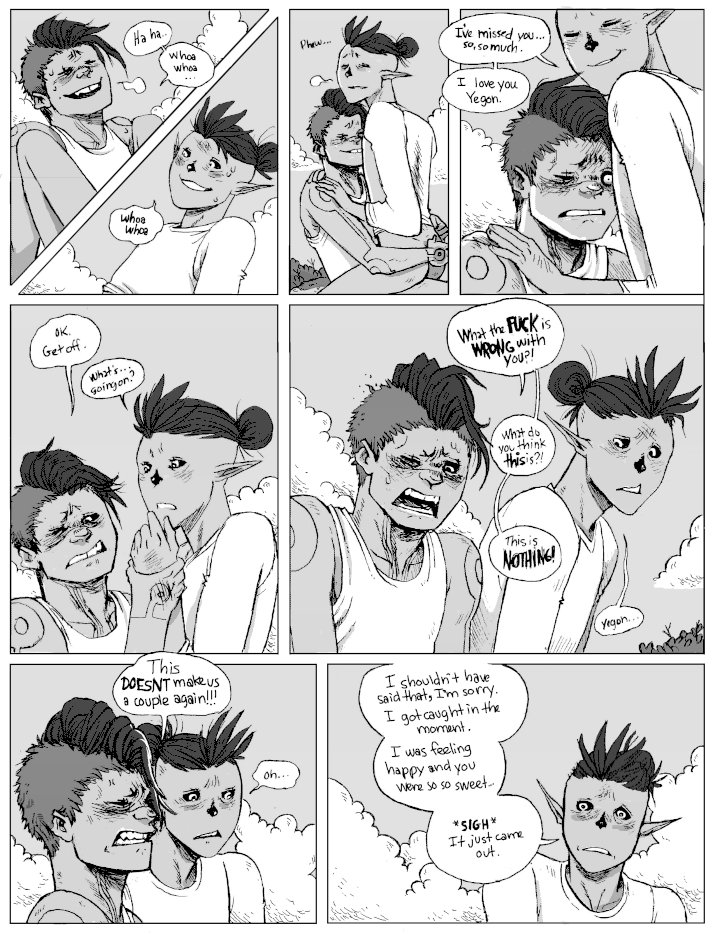 Ha ha..
Whoa
whoa
...
Whoa
Whoa
Phew...
I've missed you...
so, so much.
I love you
Yegon.
OK.
Get off.
What's...
going on?
What the FUCK is
WRONG with
you?!
What do
you think
this is?!
This is
NOTHING!
Yegon...
This
DOESN'T make us
a couple again!!!
oh...
I shouldn't have
said that, I'm sorry.
I got caught in the
moment.
I was feeling
happy and you
were so so sweet...
*SIGH*
It just came
out.